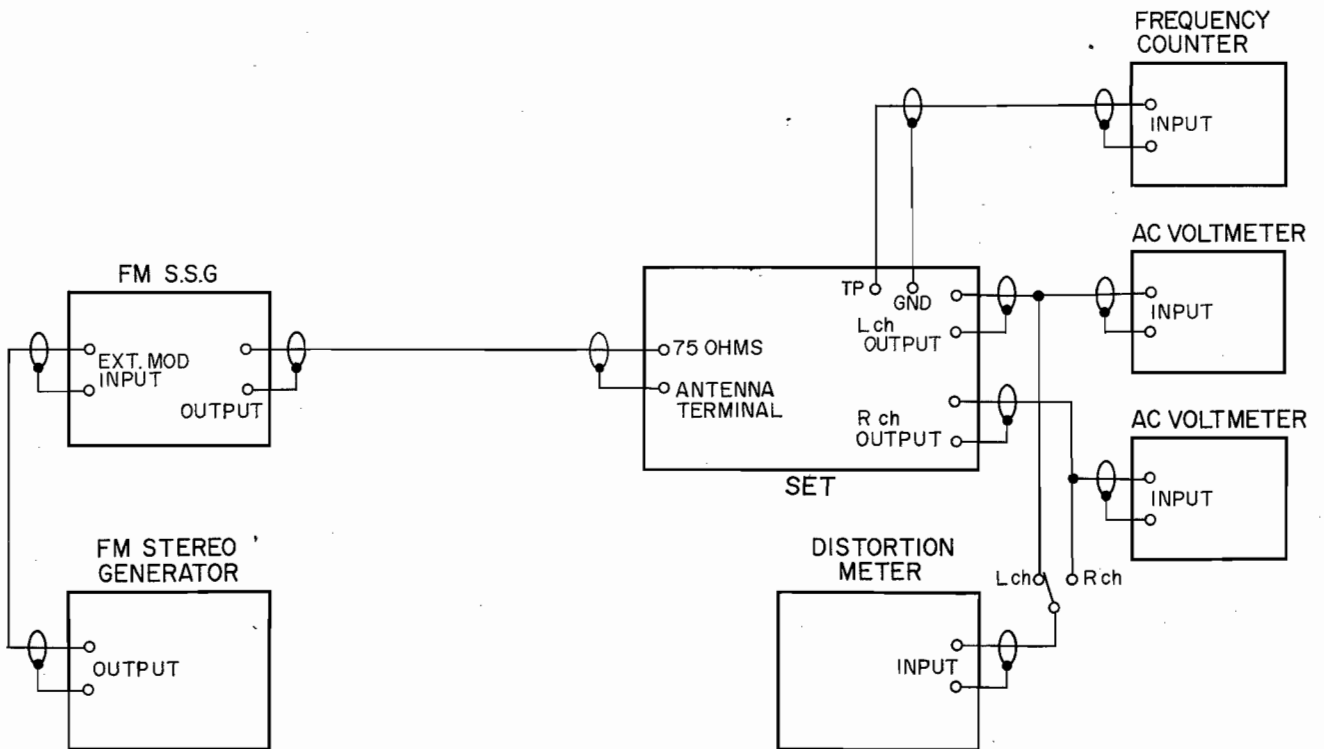 FREQUENCY
COUNTER
INPUT
AC VOLTMETER
INPUT
FM S.S.G
EXT. MOD
INPUT
OUTPUT
TP
GND
L ch
OUTPUT
75 OHMS
ANTENNA
TERMINAL
R ch
OUTPUT
SET
AC VOLTMETER
INPUT
FM STEREO
GENERATOR
OUTPUT
DISTORTION
METER
L ch
R ch
INPUT